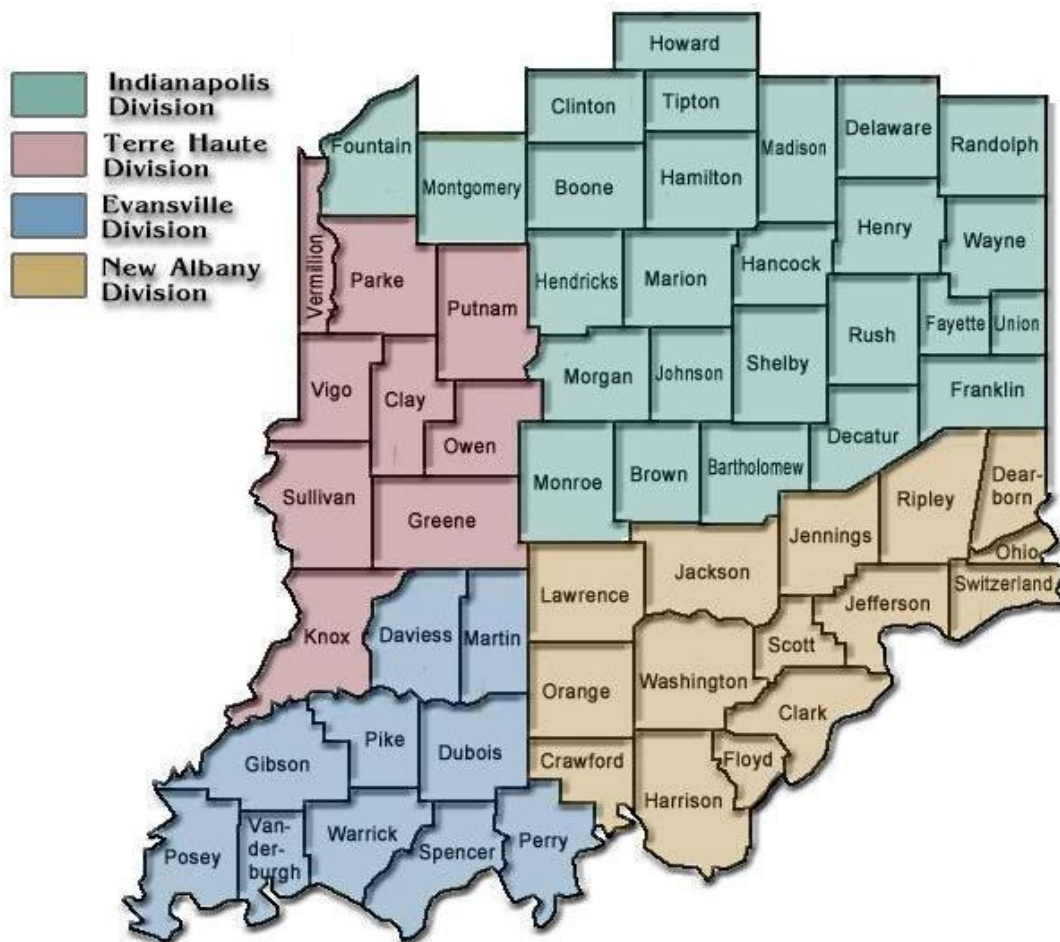 Indianapolis
Division
Terre Haute
Division
Evansville
Division
New Albany
Division
Howard
Clinton
Tipton
Madison
Delaware
Randolph
Fountain
Montgomery
Boone
Hamilton
Henry
Wayne
Vermillion
Parke
Putnam
Hendricks
Marion
Hancock
Rush
Fayette
Union
Vigo
Clay
Owen
Morgan
Johnson
Shelby
Franklin
Decatur
Sullivan
Greene
Monroe
Brown
Bartholomew
Jennings
Ripley
Dear-
born
Ohio
Switzerland
Knox
Daviess
Martin
Lawrence
Jackson
Scott
Jefferson
Orange
Washington
Clark
Gibson
Pike
Dubois
Crawford
Harrison
Floyd
Posey
Van-
der-
burgh
Warrick
Spencer
Perry